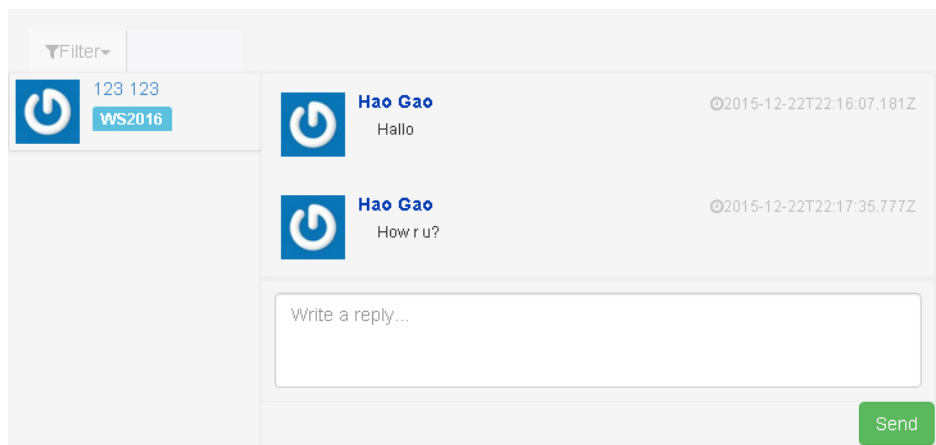 Filter
123 123
WS2016
Hao Gao
2015-12-22T22:16:07.181Z
Hallo
Hao Gao
2015-12-22T22:17:35.777Z
How r u?
Write a reply...
Send